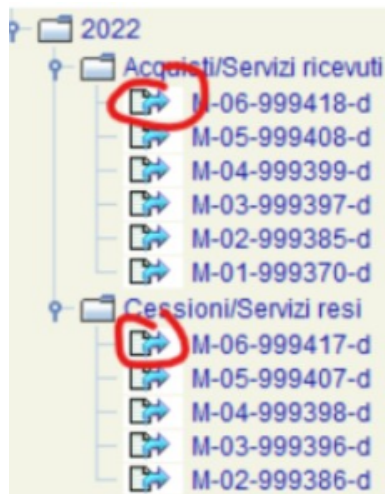 2022
Acquisti/Servizi ricevuti
M-06-999418-d
M-05-999408-d
M-04-999399-d
M-03-999397-d
M-02-999385-d
M-01-999370-d
Cessioni/Servizi resi
M-06-999417-d
M-05-999407-d
M-04-999398-d
M-03-999396-d
M-02-999386-d